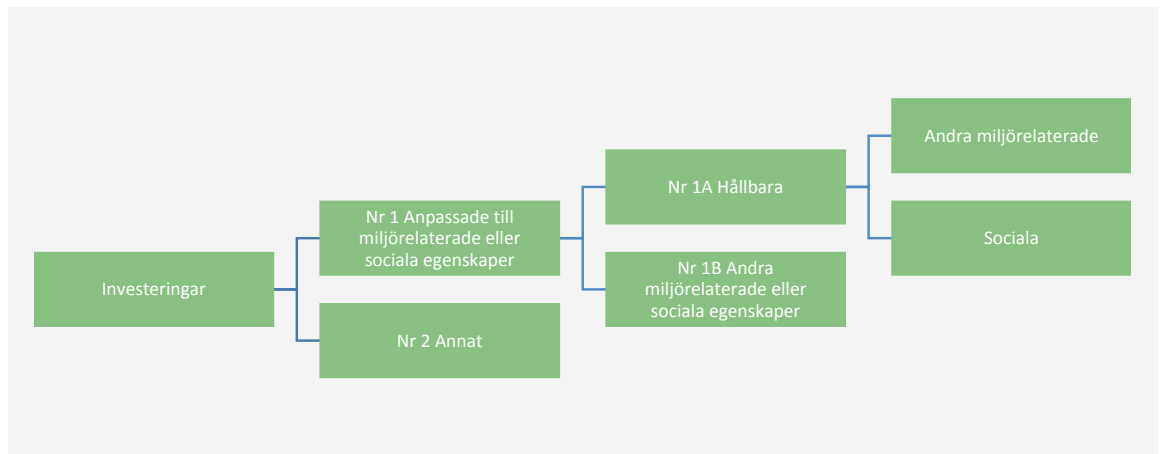 Investeringar
Nr 1 Anpassade till
miljörelaterade eller
sociala egenskaper
Nr 2 Annat
Nr 1A Hållbara
Nr 1B Andra
miljörelaterade eller
sociala egenskaper
Andra miljörelaterade
Sociala